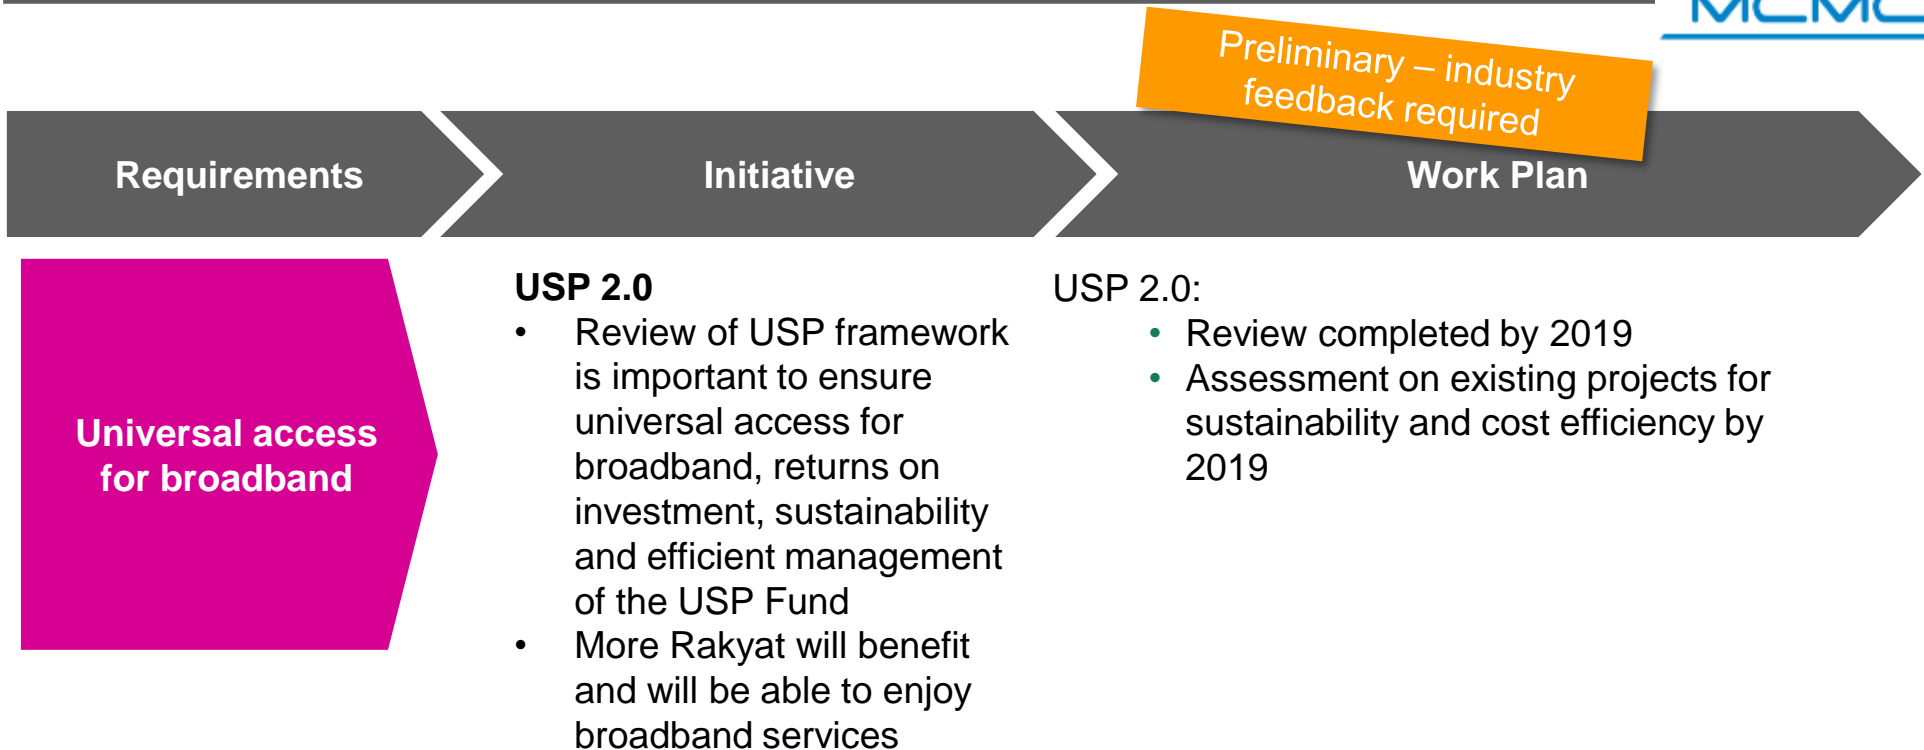 MCMC
Preliminary – industry
feedback required
Requirements
Initiative
Work Plan
Universal access
for broadband
USP 2.0
• Review of USP framework
is important to ensure
universal access for
broadband, returns on
investment, sustainability
and efficient management
of the USP Fund
• More Rakyat will benefit
and will be able to enjoy
broadband services
USP 2.0:
• Review completed by 2019
• Assessment on existing projects for
sustainability and cost efficiency by
2019